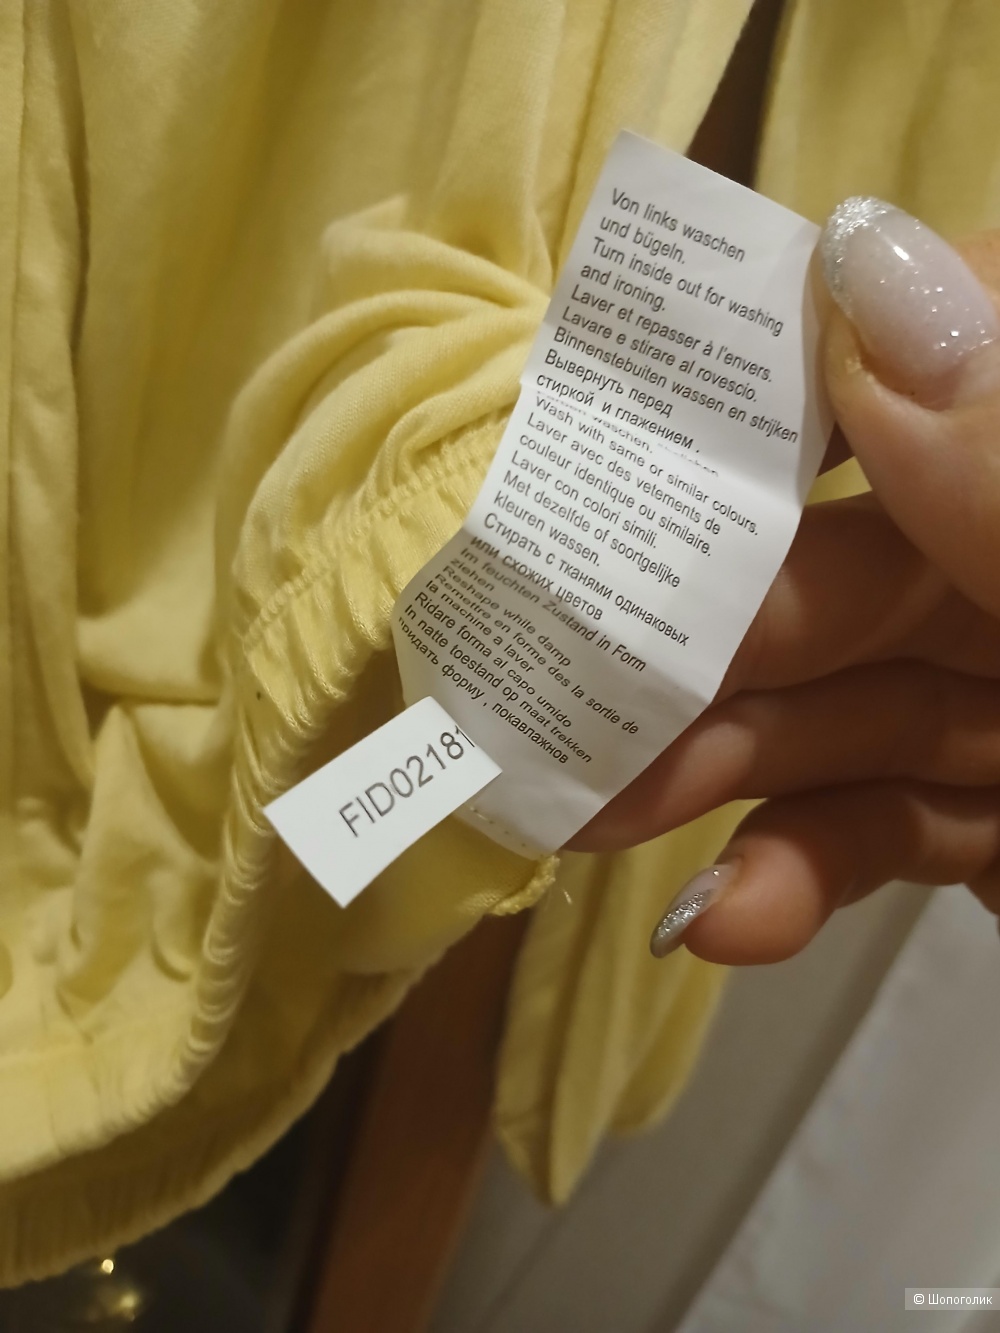 Von links waschen
und bügeln.
Turn inside out for washing
and ironing.
Laver et repasser à l'envers.
Lavare e stirare al rovescio.
Binnenstebuiten wassen en strijken
Вывернуть перед
стиркой и глажением.
waschen.
Wash with same or similar colours.
Laver avec des vetements de
couleur identique ou similaire.
Laver con colori simili.
Met dezelfde of soortgelijke
kleuren wassen.
Стирать с тканями одинаковых
или схожих цветов
Im feuchten Zustand in Form
ziehen
Reshape while damp
Remettre en forme des la sortie de
la machine a laver
Ridare forma al capo umido
In natte toestand op maat trekken
придать форму , покавлажнов
FID02181
© Шопоголик